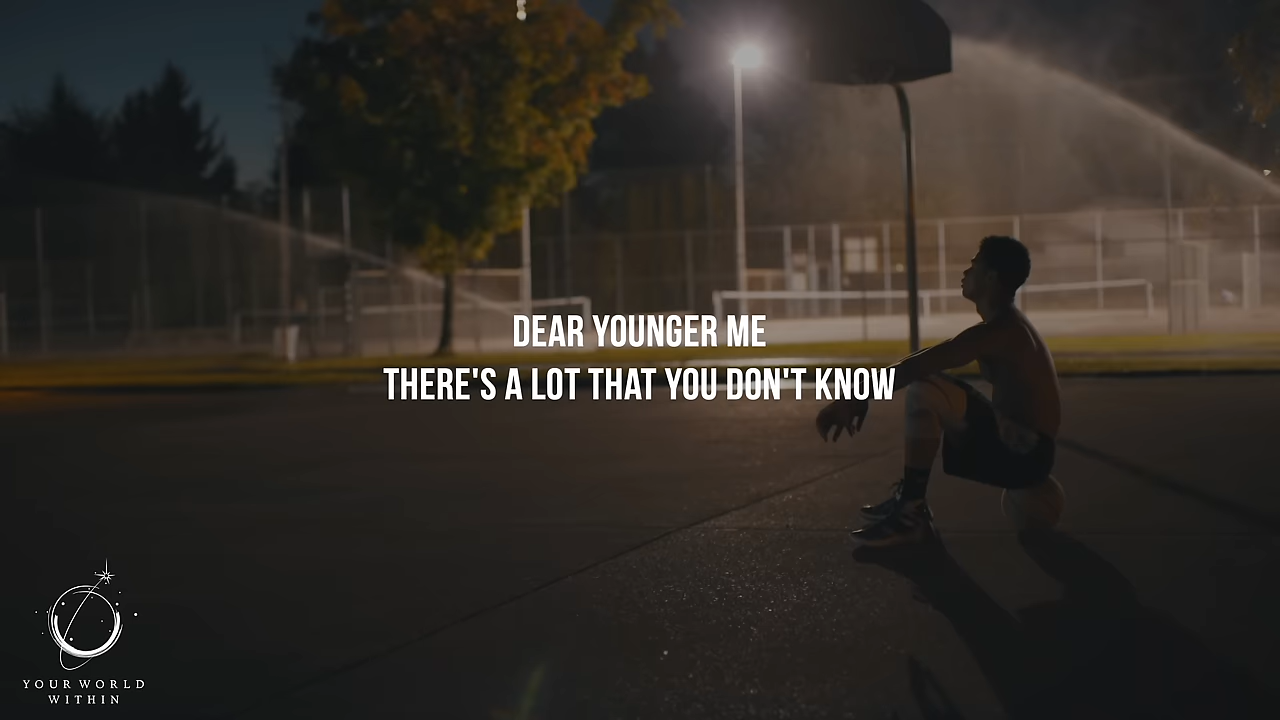 DEAR YOUNGER ME
THERE'S A LOT THAT YOU DON'T KNOW
YOUR WORLD
WITHIN